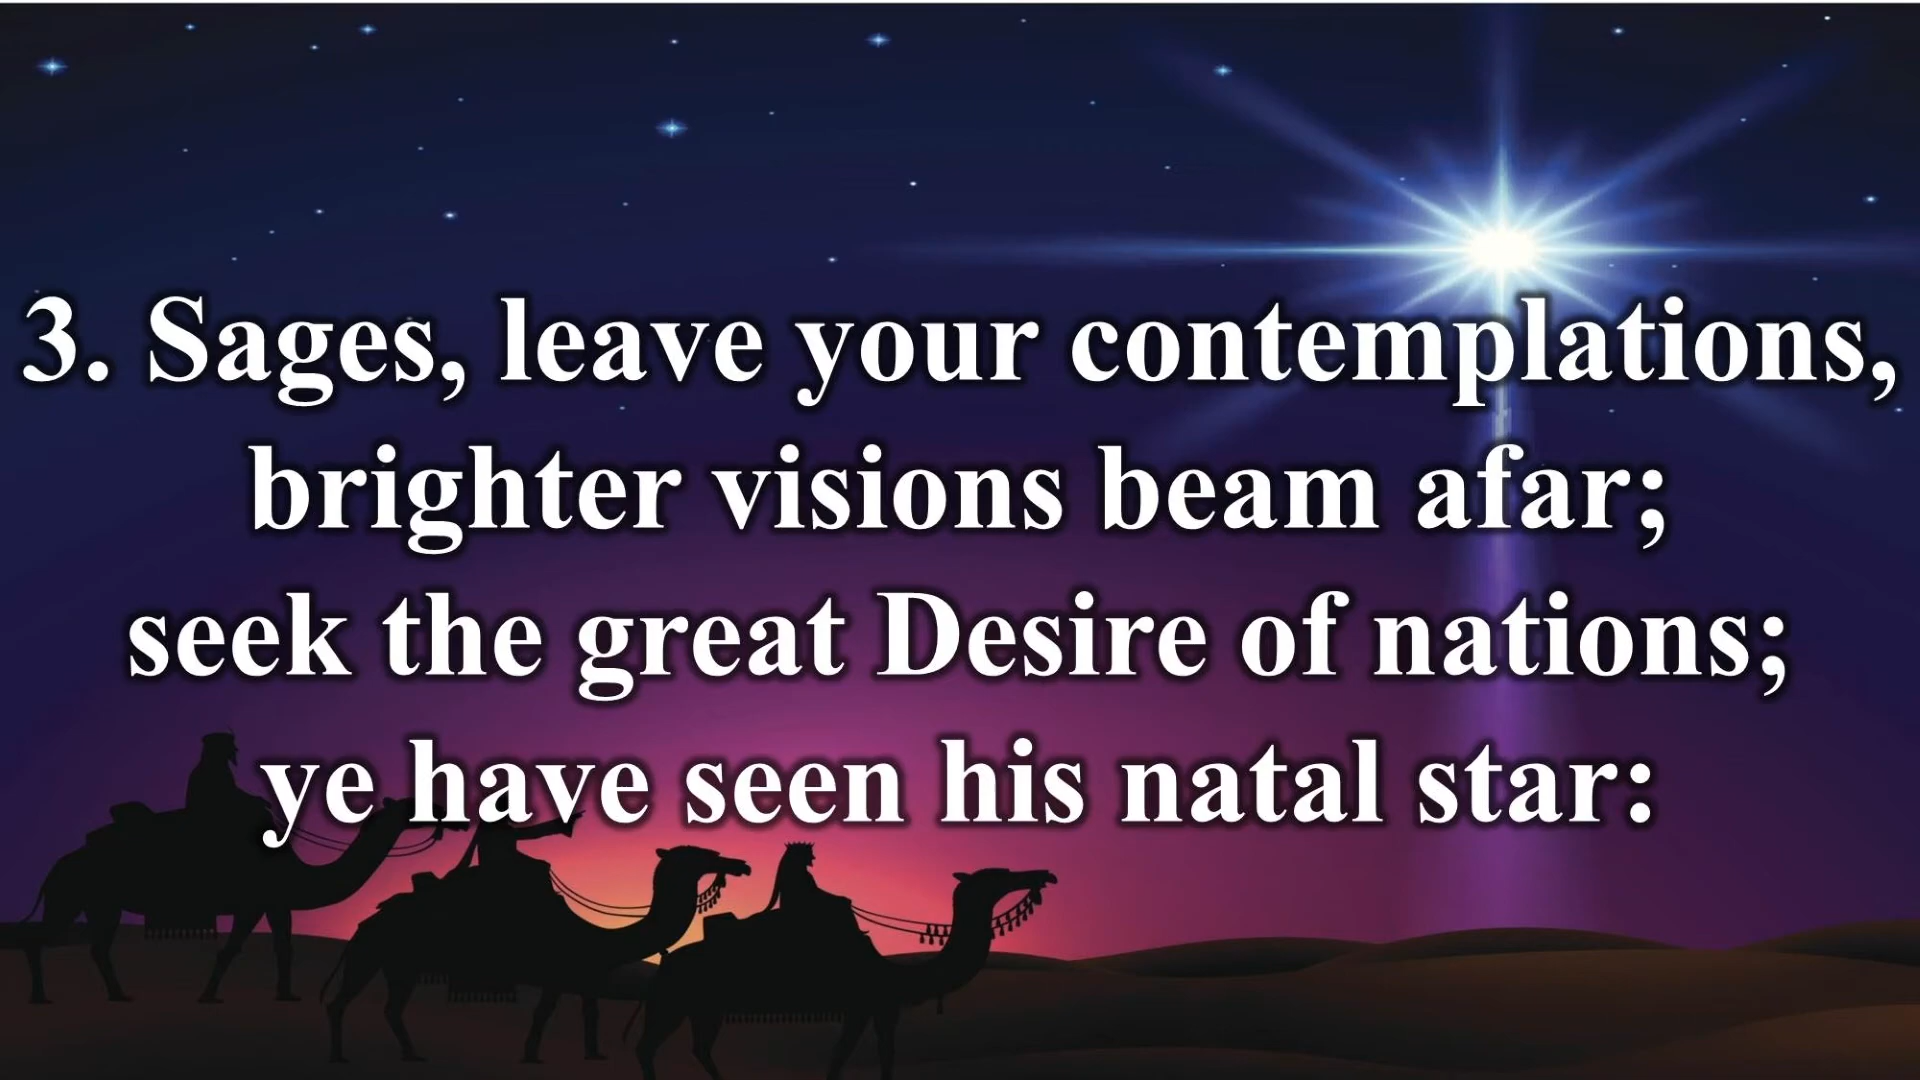 3. Sages, leave your contemplations,
brighter visions beam afar;
seek the great Desire of nations;
ye have seen his natal star: